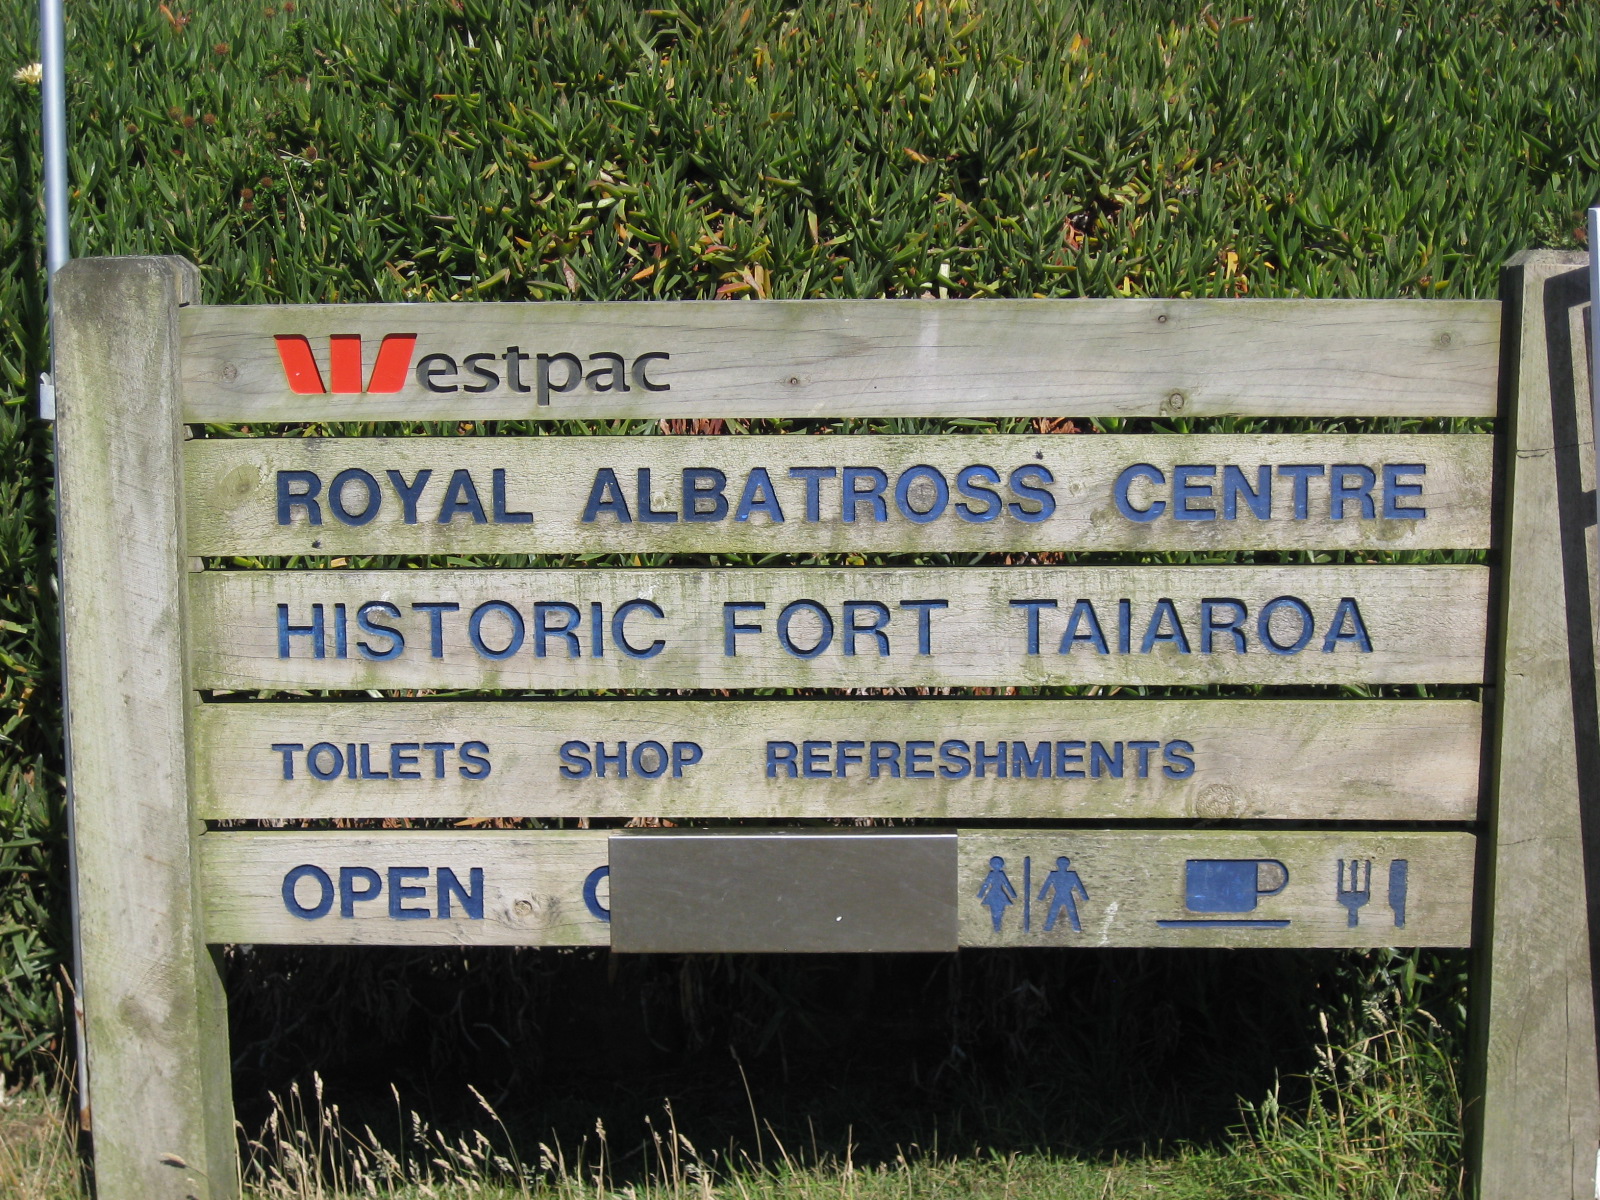 Westpac
ROYAL ALBATROSS CENTRE
HISTORIC FORT TAIAROA
TOILETS SHOP REFRESHMENTS
OPEN